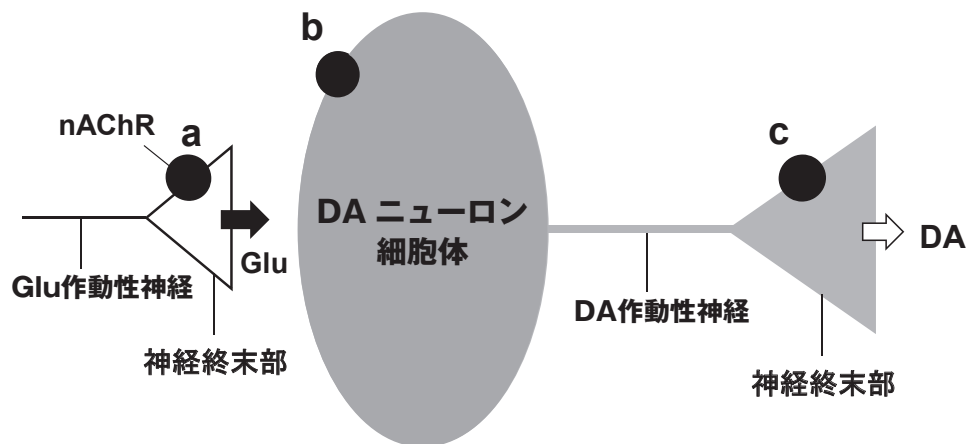 b
nAChR
a
c
DA ニューロン
細胞体
Glu
DA
Glu作動性神経
DA作動性神経
神経終末部
神経終末部